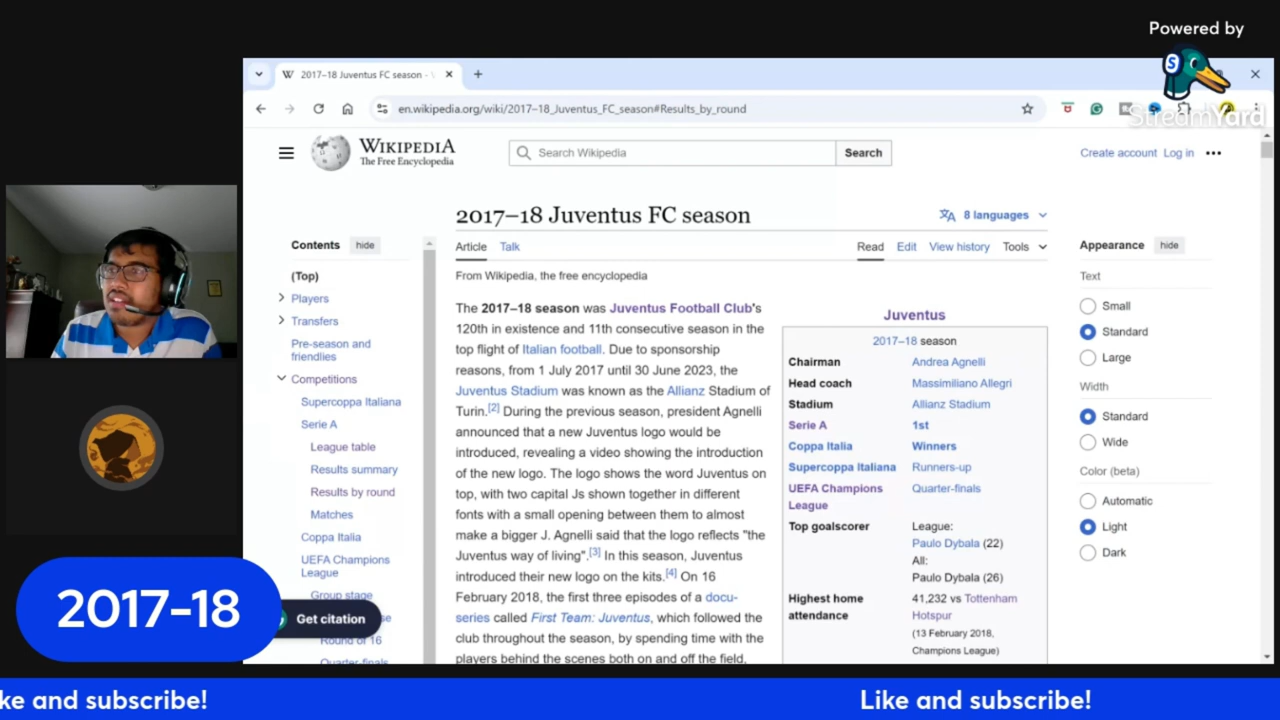 Powered by
StreamYard
2017–18 Juventus FC season -
en.wikipedia.org/wiki/2017–18_Juventus_FC_season#Results_by_round
WIKIPEDIA
The Free Encyclopedia
Search Wikipedia
Search
Create account
Log in
2017–18 Juventus FC season
8 languages
Article
Talk
Read
Edit
View history
Tools
From Wikipedia, the free encyclopedia
Contents
hide
(Top)
Players
Transfers
Pre-season and
friendlies
Competitions
Supercoppa Italiana
Serie A
League table
Results summary
Results by round
Matches
Coppa Italia
UEFA Champions
League
Group stage
Round of 16
Quarter-finals
The 2017–18 season was Juventus Football Club's
120th in existence and 11th consecutive season in the
top flight of Italian football. Due to sponsorship
reasons, from 1 July 2017 until 30 June 2023, the
Juventus Stadium was known as the Allianz Stadium of
Turin.[2] During the previous season, president Agnelli
announced that a new Juventus logo would be
introduced, revealing a video showing the introduction
of the new logo. The logo shows the word Juventus on
top, with two capital Js shown together in different
fonts with a small opening between them to almost
make a bigger J. Agnelli said that the logo reflects "the
Juventus way of living".[3] In this season, Juventus
introduced their new logo on the kits.[4] On 16
February 2018, the first three episodes of a docu-
series called First Team: Juventus, which followed the
club throughout the season, by spending time with the
players behind the scenes both on and off the field,
Juventus
2017–18 season
Chairman Andrea Agnelli
Head coach Massimiliano Allegri
Stadium Allianz Stadium
Serie A 1st
Coppa Italia Winners
Supercoppa Italiana Runners-up
UEFA Champions Quarter-finals
League
Top goalscorer League:
Paulo Dybala (22)
All:
Paulo Dybala (26)
Highest home 41,232 vs Tottenham
attendance Hotspur
(13 February 2018,
Champions League)
Appearance
hide
Text
Small
Standard
Large
Width
Standard
Wide
Color (beta)
Automatic
Light
Dark
Get citation
2017-18
ke and subscribe!
Like and subscribe!